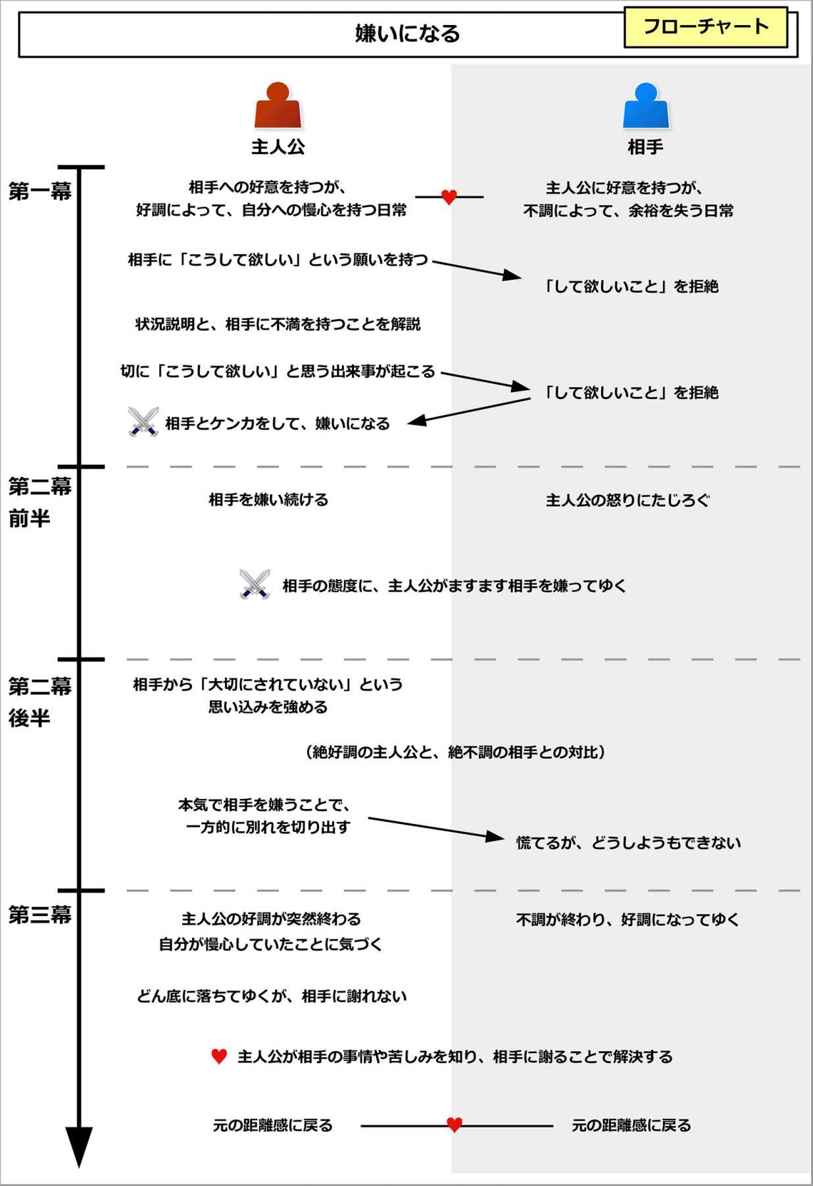 嫌いになる
フローチャート
主人公
相手
第一幕
相手への好意を持つが、
好調によって、自分への慢心を持つ日常
主人公に好意を持つが、
不調によって、余裕を失う日常
相手に「こうして欲しい」という願いを持つ
「して欲しいこと」を拒絶
状況説明と、相手に不満を持つことを解説
切に「こうして欲しい」と思う出来事が起こる
「して欲しいこと」を拒絶
相手とケンカをして、嫌いになる
第二幕
前半
相手を嫌い続ける
主人公の怒りにたじろぐ
相手の態度に、主人公がますます相手を嫌ってゆく
第二幕
後半
相手から「大切にされていない」という
思い込みを強める
（絶好調の主人公と、絶不調の相手との対比）
本気で相手を嫌うことで、
一方的に別れを切り出す
慌てるが、どうしようもできない
第三幕
主人公の好調が突然終わる
自分が慢心していたことに気づく
不調が終わり、好調になってゆく
どん底に落ちてゆくが、相手に謝れない
主人公が相手の事情や苦しみを知り、相手に謝ることで解決する
元の距離感に戻る
元の距離感に戻る